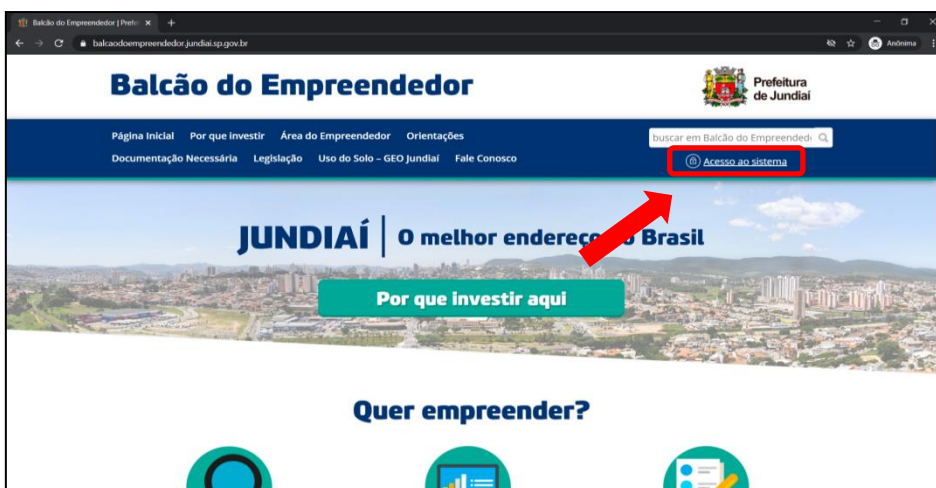 Balcão do Empreendedor | Prefei
balcaodoempreendedor.jundiai.sp.gov.br
Anônima
Balcão do Empreendedor
Prefeitura
de Jundiaí
Página Inicial Por que investir Área do Empreendedor Orientações
Documentação Necessária Legislação Uso do Solo – GEO Jundiaí Fale Conosco
buscar em Balcão do Empreended
Acesso ao sistema
JUNDIAÍ | O melhor endereço Brasil
Por que investir aqui
Quer empreender?